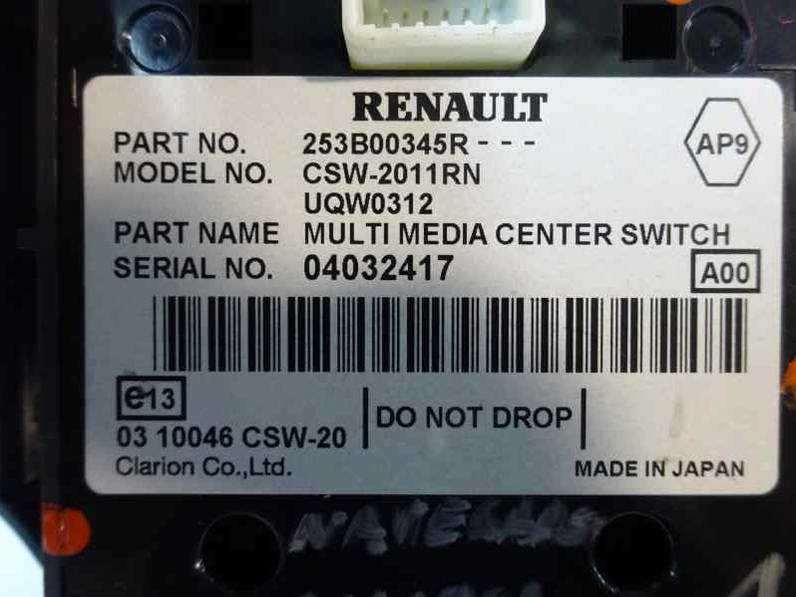 RENAULT
PART NO. 253B00345R - - -
AP9
MODEL NO. CSW-2011RN
UQW0312
PART NAME MULTI MEDIA CENTER SWITCH
SERIAL NO. 04032417
A00
e13
03 10046 CSW-20
DO NOT DROP
Clarion Co.,Ltd.
MADE IN JAPAN